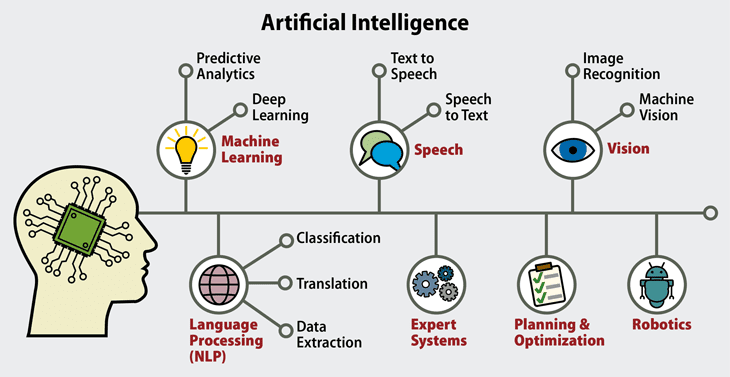 Artificial Intelligence
Predictive
Analytics
Deep
Learning
Machine
Learning
Text to
Speech
Speech
to Text
Speech
Image
Recognition
Machine
Vision
Vision
Classification
Translation
Data
Extraction
Language
Processing
(NLP)
Expert
Systems
Planning &
Optimization
Robotics